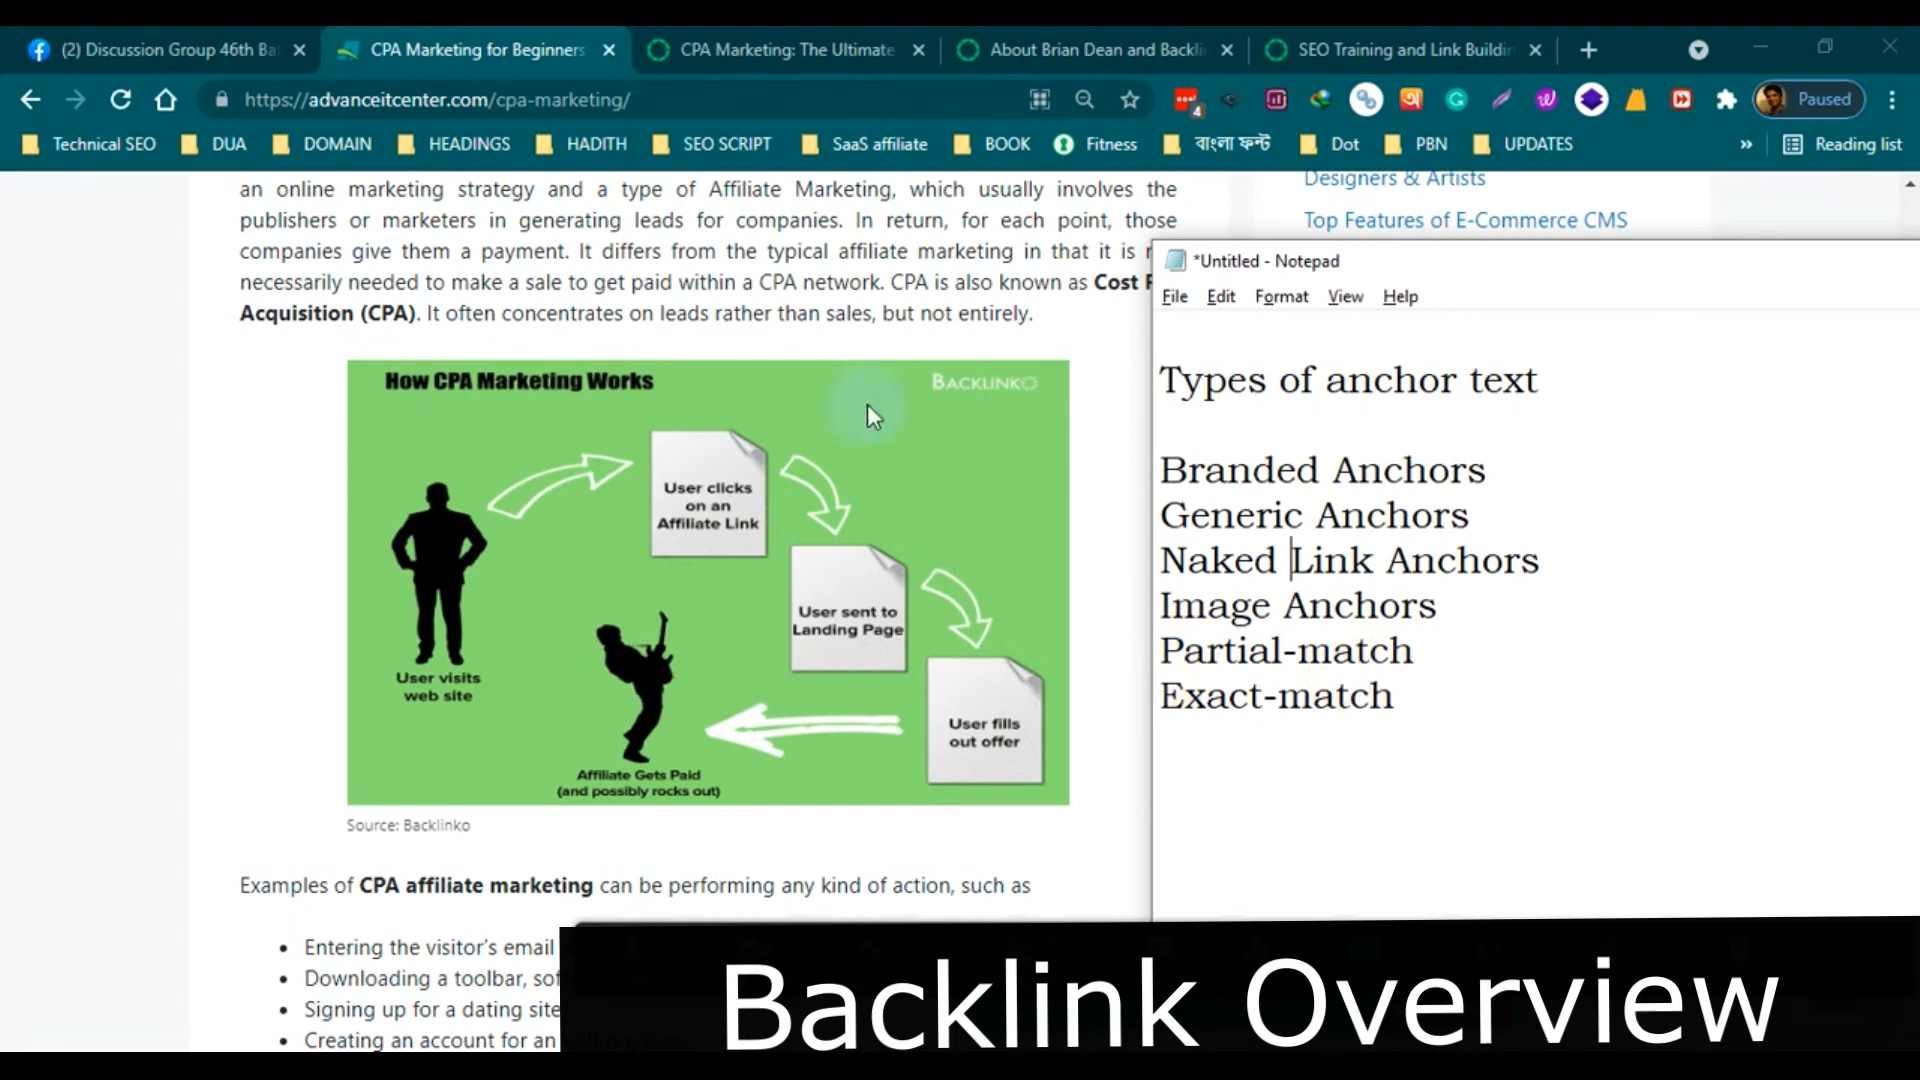 (2) Discussion Group 46th Ba
CPA Marketing for Beginners
CPA Marketing: The Ultimate
About Brian Dean and Backli
SEO Training and Link Buildin
https://advanceitcenter.com/cpa-marketing/
4
Paused
Technical SEO
DUA
DOMAIN
HEADINGS
HADITH
SEO SCRIPT
SaaS affiliate
BOOK
Fitness
বাংলা ফন্ট
Dot
PBN
UPDATES
»
Reading list
an online marketing strategy and a type of Affiliate Marketing, which usually involves the
publishers or marketers in generating leads for companies. In return, for each point, those
companies give them a payment. It differs from the typical affiliate marketing in that it is
necessarily needed to make a sale to get paid within a CPA network. CPA is also known as Cost
Acquisition (CPA). It often concentrates on leads rather than sales, but not entirely.
Designers & Artists
Top Features of E-Commerce CMS
How CPA Marketing Works
BACKLINKO
User clicks
on an
Affiliate Link
User sent to
Landing Page
User visits
web site
User fills
out offer
Affiliate Gets Paid
(and possibly rocks out)
Source: Backlinko
Examples of CPA affiliate marketing can be performing any kind of action, such as
• Entering the visitor's email
• Downloading a toolbar, sof
• Signing up for a dating site
• Creating an account for an
*Untitled - Notepad
File Edit Format View Help
Types of anchor text
Branded Anchors
Generic Anchors
Naked Link Anchors
Image Anchors
Partial-match
Exact-match
Backlink Overview